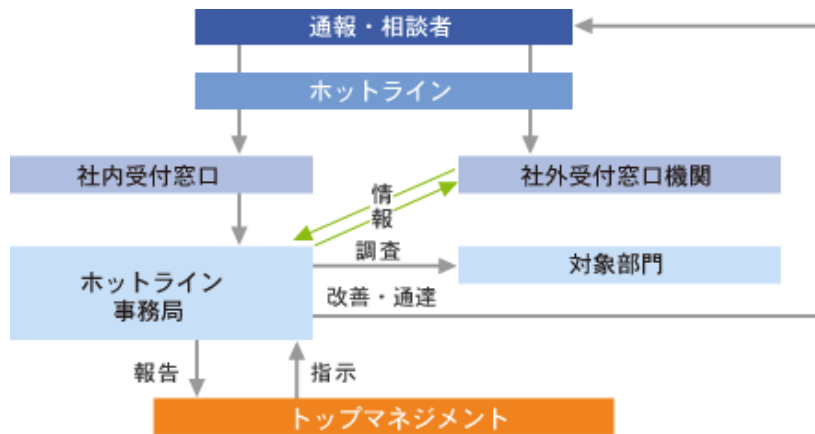 通報・相談者
ホットライン
社内受付窓口
社外受付窓口機関
情報
調査
対象部門
ホットライン
事務局
改善・通達
報告
指示
トップマネジメント